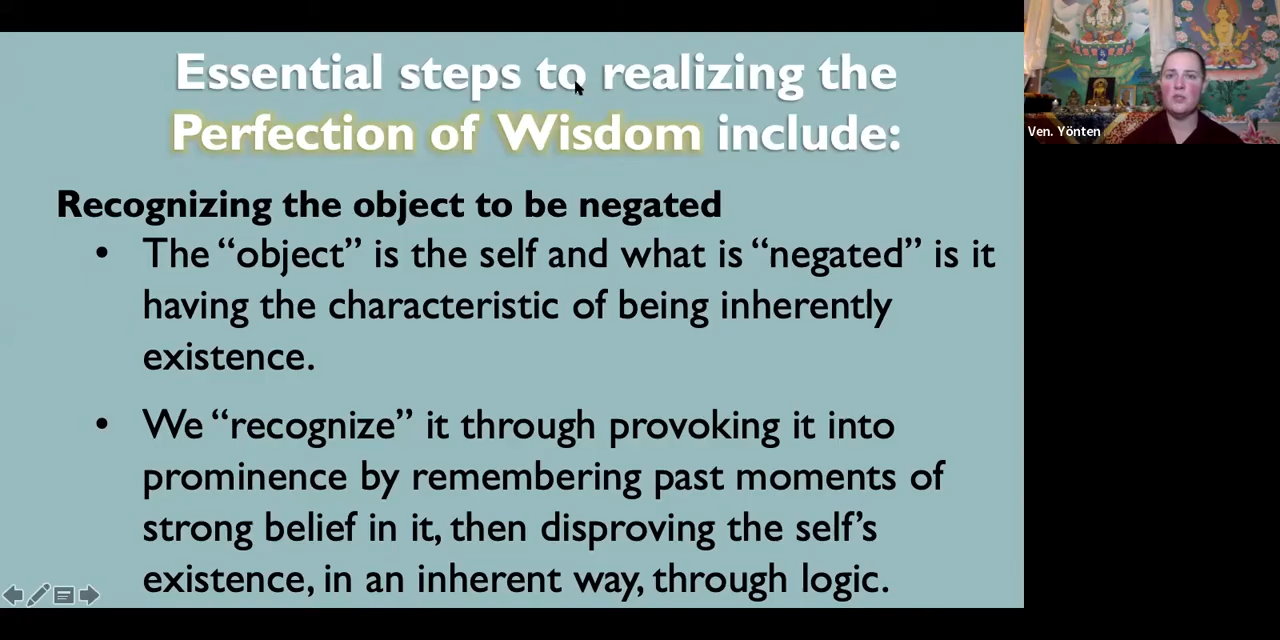 Essential steps to realizing the
Perfection of Wisdom include:
Recognizing the object to be negated
• The “object” is the self and what is “negated” is it
having the characteristic of being inherently
existence.
• We “recognize” it through provoking it into
prominence by remembering past moments of
strong belief in it, then disproving the self’s
existence, in an inherent way, through logic.
Ven. Yönten